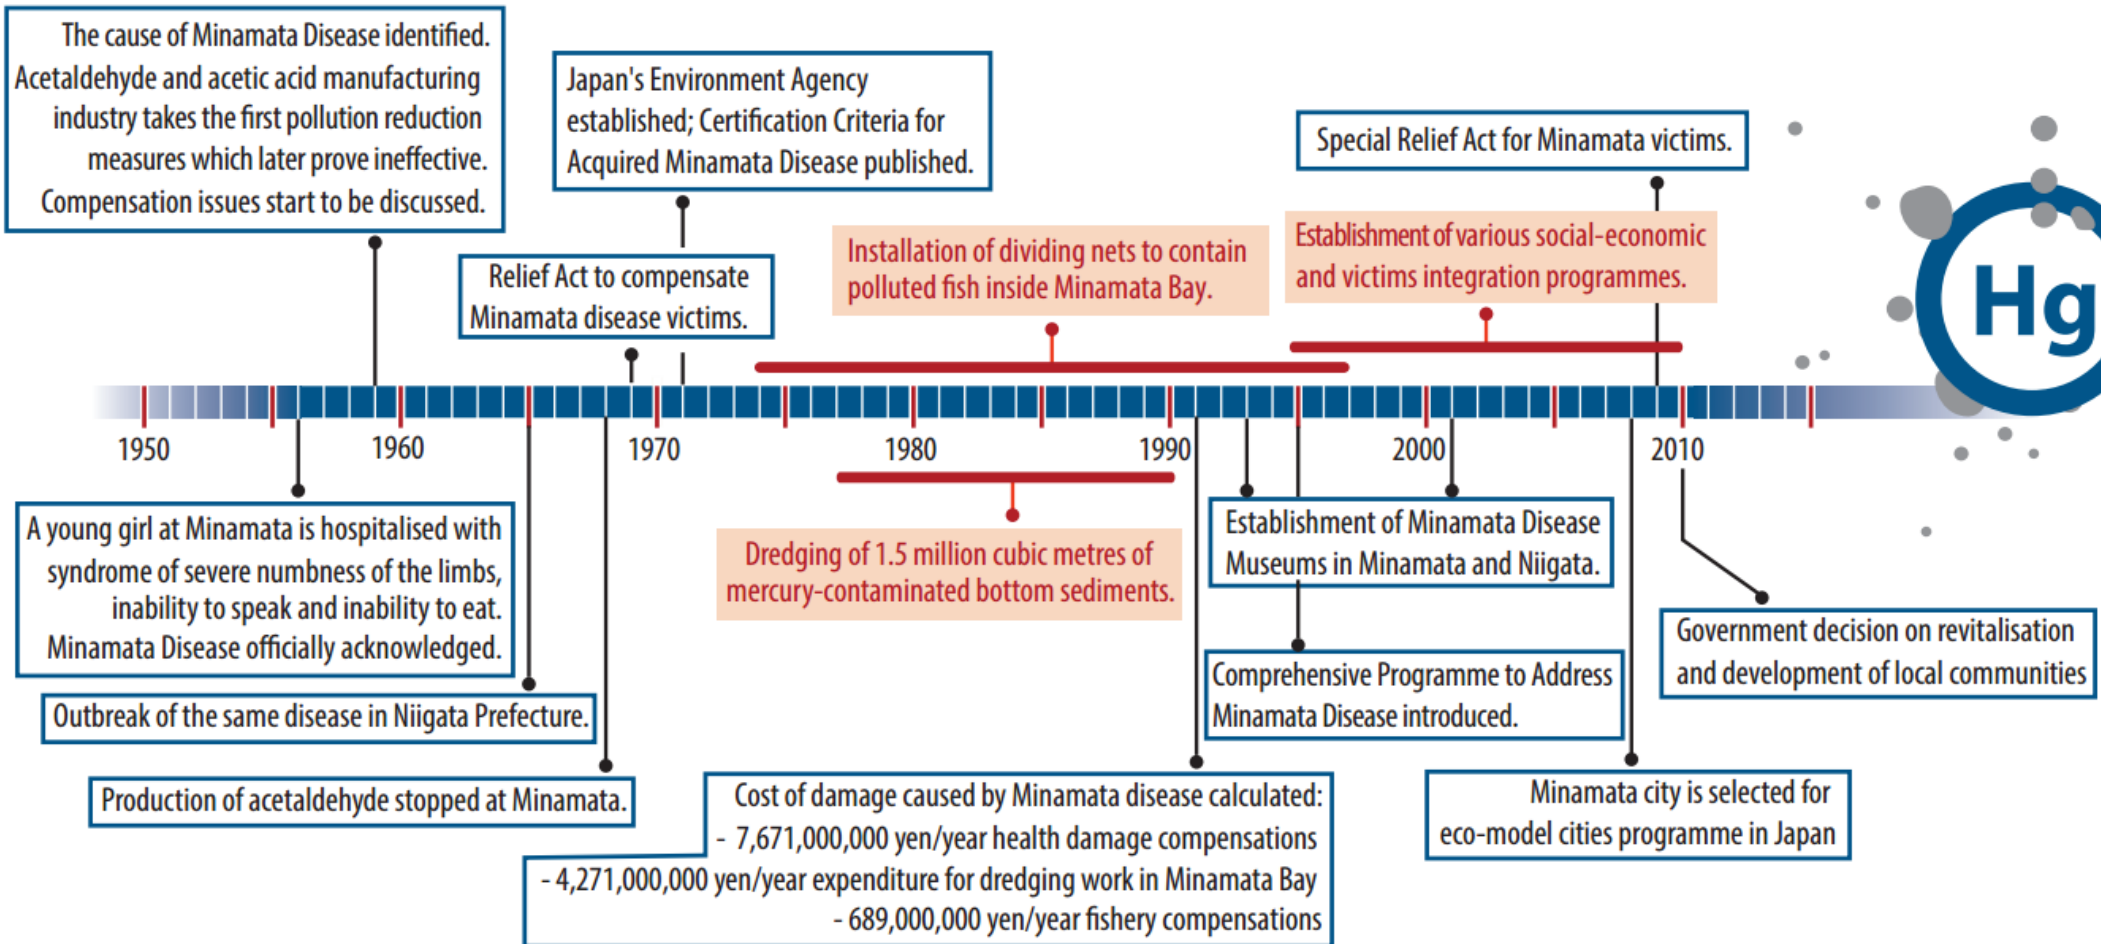 The cause of Minamata Disease identified.
Acetaldehyde and acetic acid manufacturing
industry takes the first pollution reduction
measures which later prove ineffective.
Compensation issues start to be discussed.
Japan's Environment Agency
established; Certification Criteria for
Acquired Minamata Disease published.
Relief Act to compensate
Minamata disease victims.
Installation of dividing nets to contain
polluted fish inside Minamata Bay.
Special Relief Act for Minamata victims.
Establishment of various social-economic
and victims integration programmes.
Hg
1950
1960
1970
1980
1990
2000
2010
A young girl at Minamata is hospitalised with
syndrome of severe numbness of the limbs,
inability to speak and inability to eat.
Minamata Disease officially acknowledged.
Outbreak of the same disease in Niigata Prefecture.
Production of acetaldehyde stopped at Minamata.
Dredging of 1.5 million cubic metres of
mercury-contaminated bottom sediments.
Cost of damage caused by Minamata disease calculated:
- 7,671,000,000 yen/year health damage compensations
- 4,271,000,000 yen/year expenditure for dredging work in Minamata Bay
- 689,000,000 yen/year fishery compensations
Establishment of Minamata Disease
Museums in Minamata and Niigata.
Comprehensive Programme to Address
Minamata Disease introduced.
Minamata city is selected for
eco-model cities programme in Japan
Government decision on revitalisation
and development of local communities